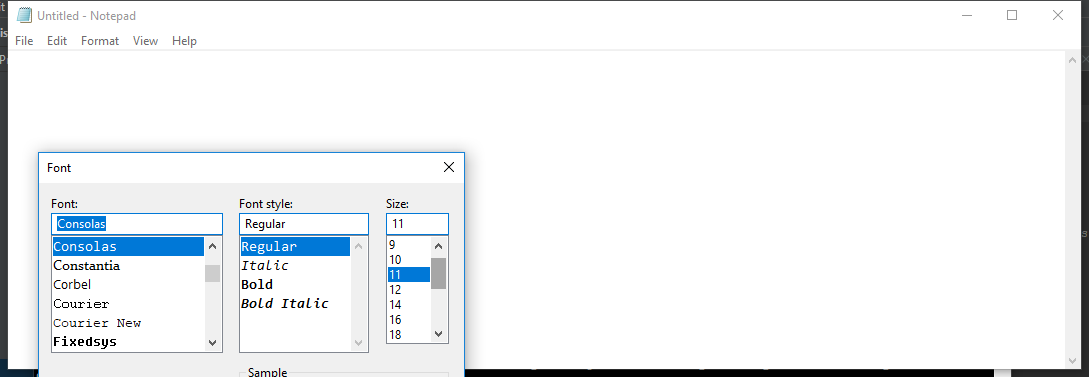 Untitled - Notepad
File Edit Format View Help
Font
Font: Font style: Size:
Consolas Regular 11
Consolas Regular 9
Constantia Italic 10
Corbel Bold 11
Courier Bold Italic 12
Courier New 14
Fixedsys 16
18
Sample